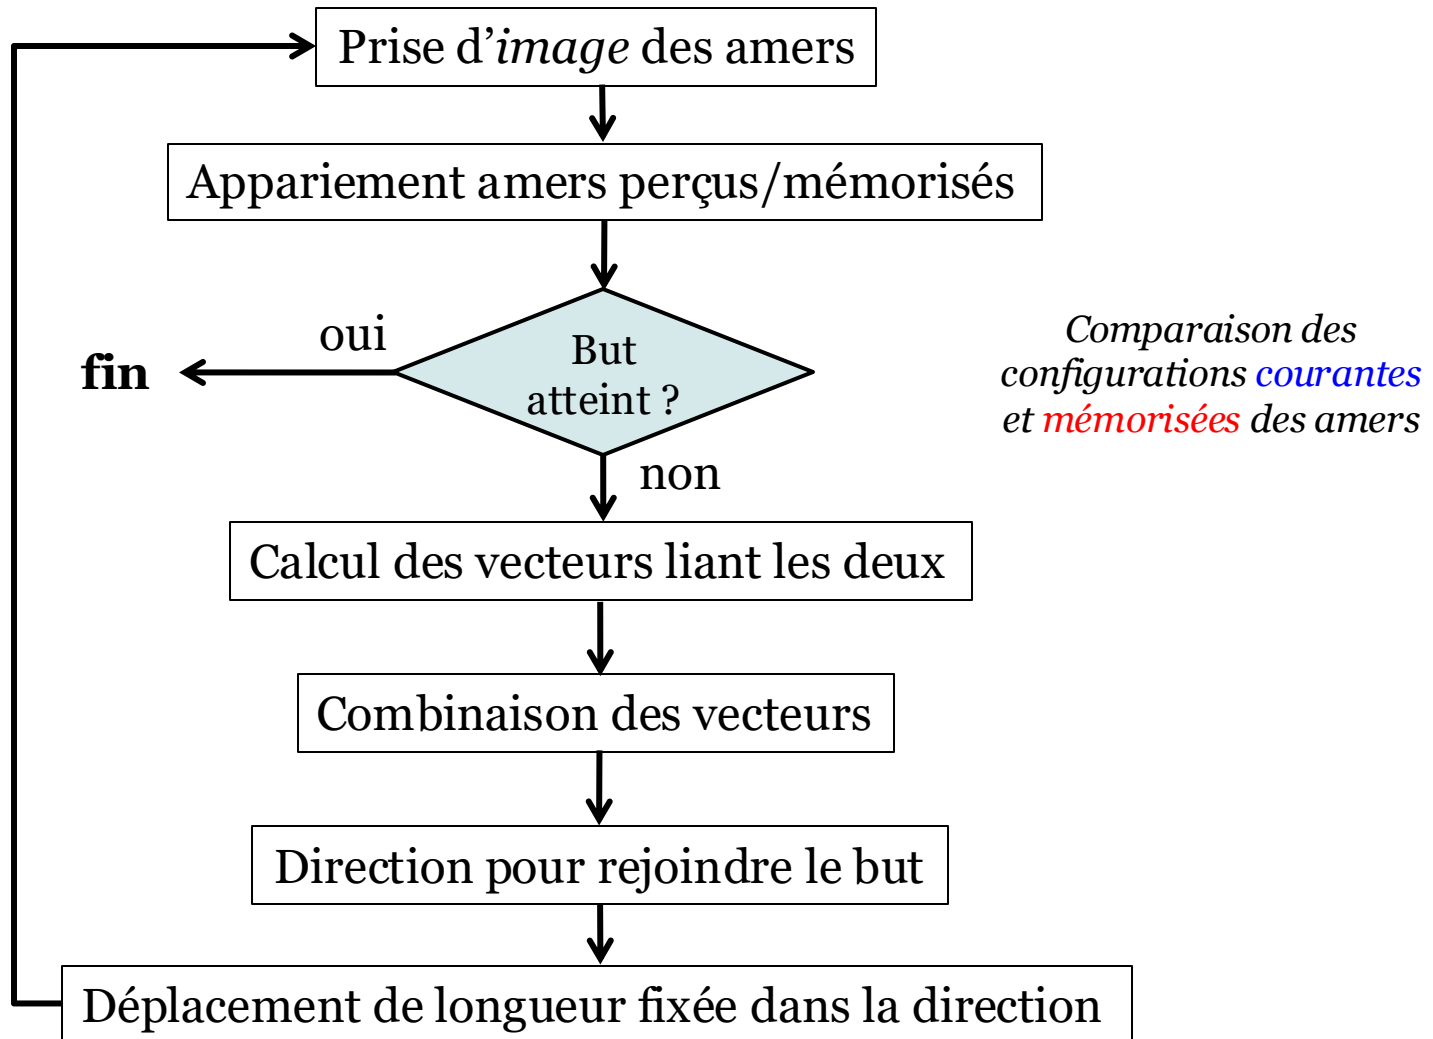 Prise d’image des amers
Appariement amers perçus/mémorisés
oui
But
atteint ?
fin
non
Comparaison des
configurations courantes
et mémorisées des amers
Calcul des vecteurs liant les deux
Combinaison des vecteurs
Direction pour rejoindre le but
Déplacement de longueur fixée dans la direction